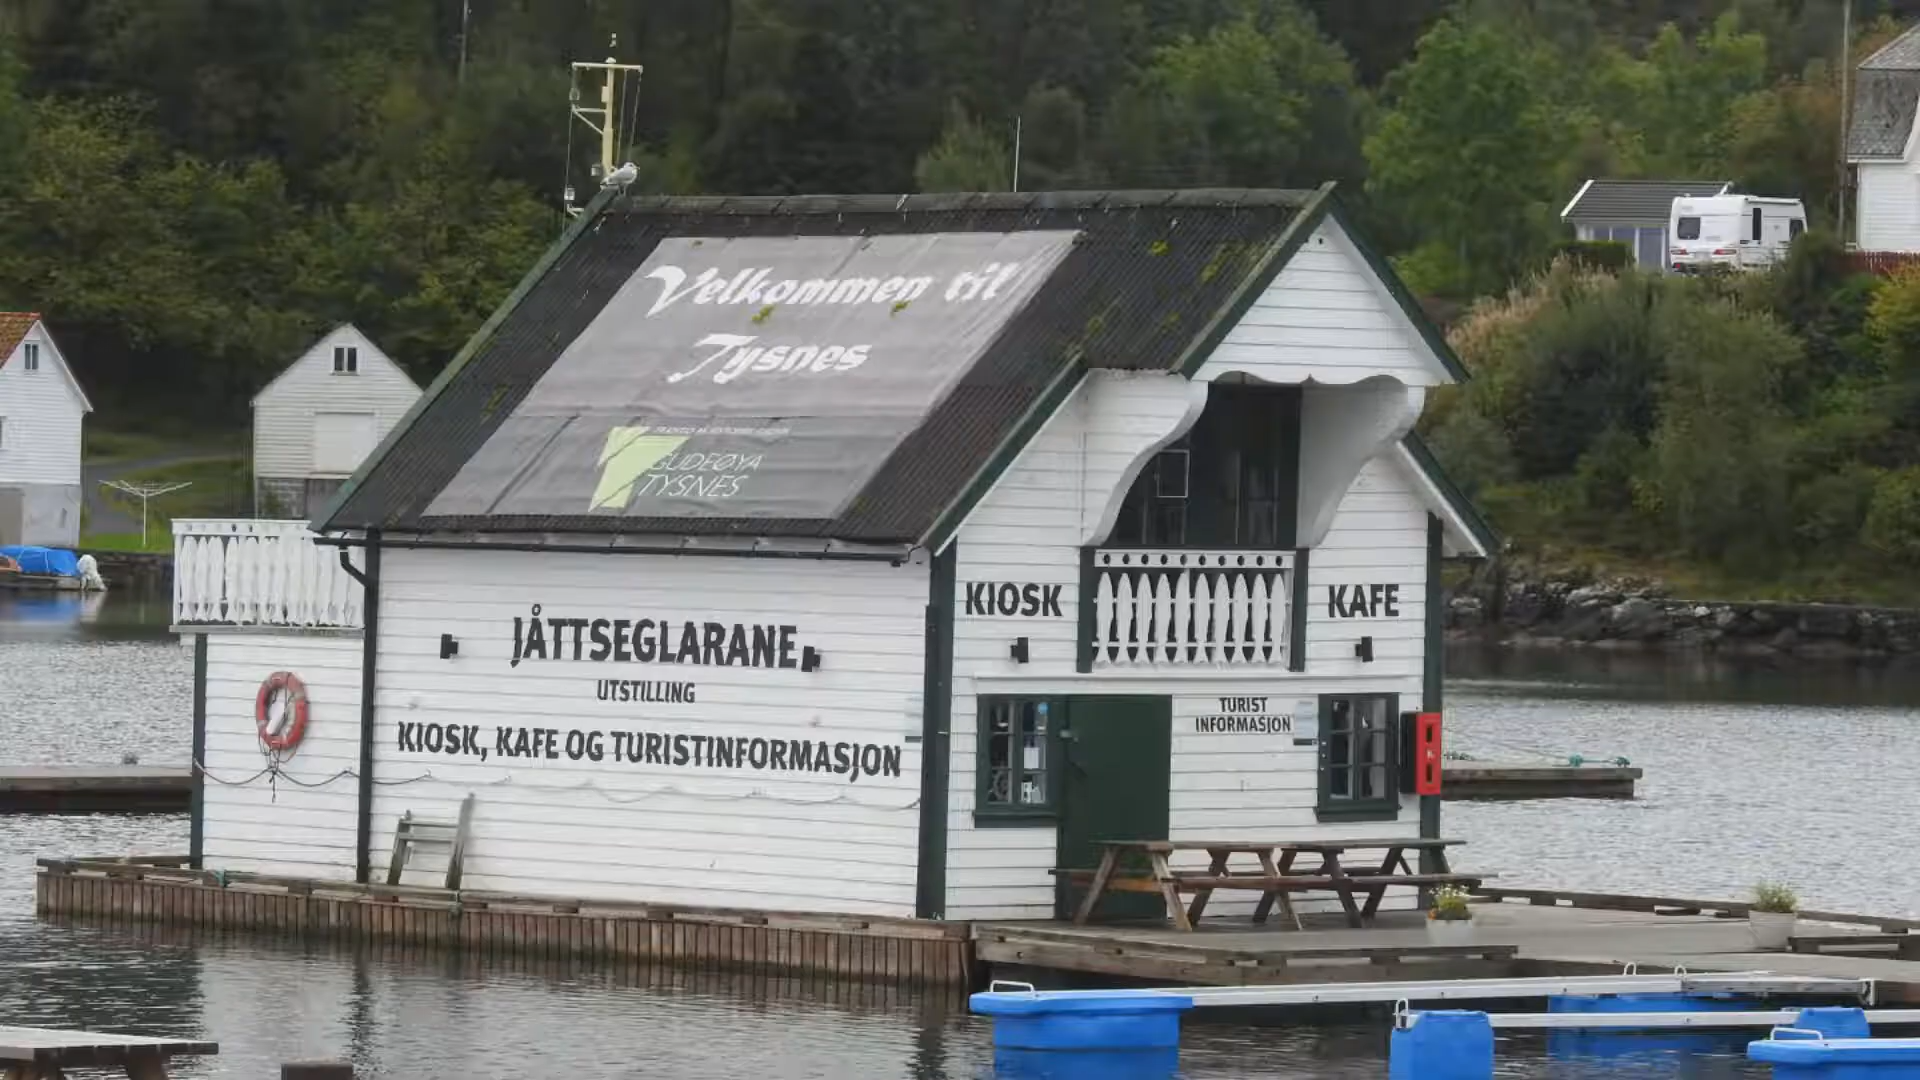 Velkommen til
Tysnes
GUDEØYA
TYSNES
JÅTTSEGLARANE
UTSTILLING
KIOSK, KAFE OG TURISTINFORMASJON
KIOSK
KAFE
TURIST
INFORMASJON